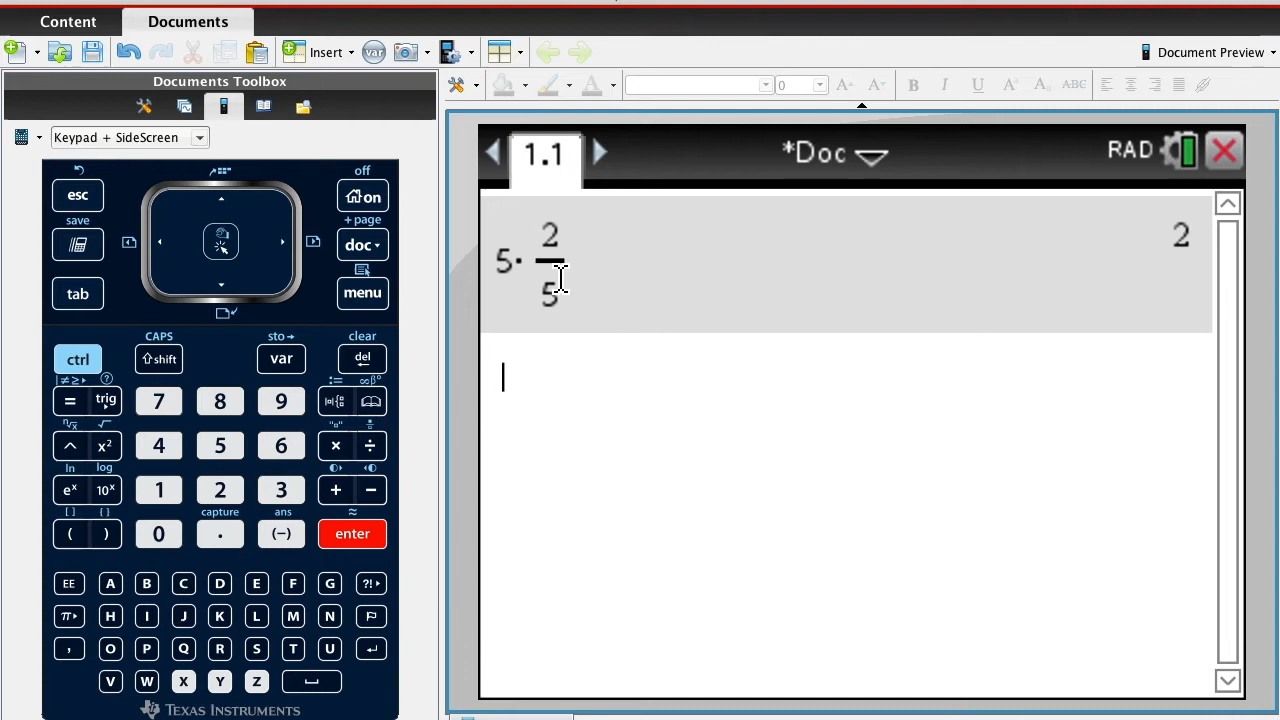 Content Documents
Insert var Document Preview
Documents Toolbox
0 A A B I U A A ABC
Keypad + SideScreen
1.1 *Doc RAD
off
esc on
save + page
doc
tab menu
2
5· 2
5
CAPS sto→ clear
ctrl shift var del
|≠≥▸ ? := ∞β°
= trig 7 8 9 |□|{
n√x √ "□"
^ x² 4 5 6 × ÷
ln log
eˣ 10ˣ 1 2 3 + −
[ ] { } capture ans ≈
( ) 0 . (−) enter
EE A B C D E F G ?!▸
π▸ H I J K L M N
, O P Q R S T U
V W X Y Z
TEXAS INSTRUMENTS